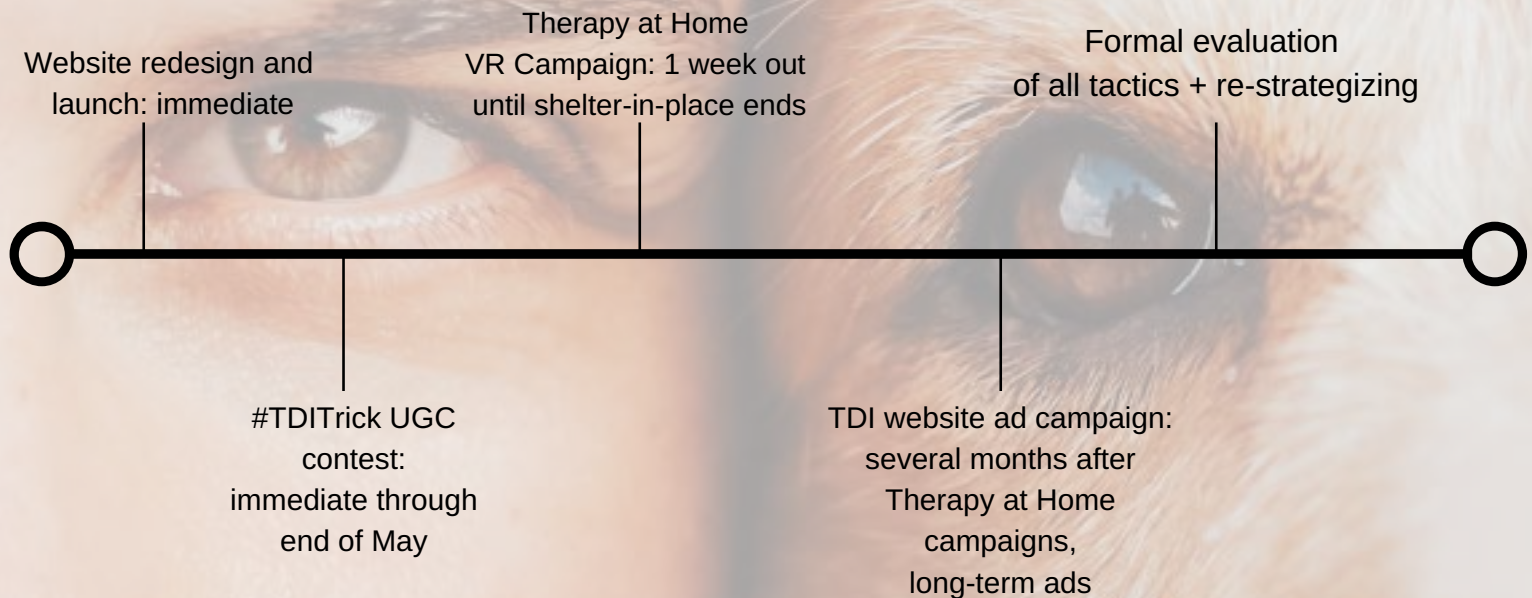 Website redesign and
launch: immediate
#TDITrick UGC
contest:
immediate through
end of May
Therapy at Home
VR Campaign: 1 week out
until shelter-in-place ends
TDI website ad campaign:
several months after
Therapy at Home
campaigns,
long-term ads
Formal evaluation
of all tactics + re-strategizing